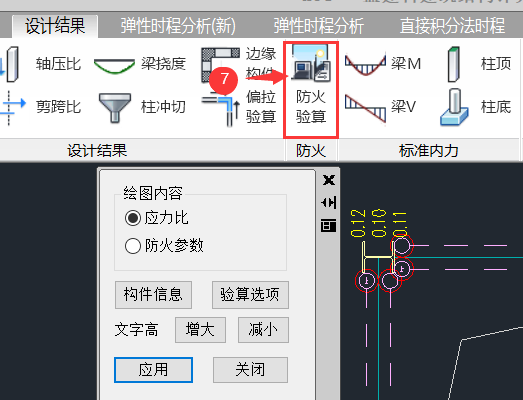 设计结果 弹性时程分析(新) 弹性时程分析 直接积分法时程
轴压比 梁挠度 边缘构件 梁M 柱顶
7
防火验算
剪跨比 柱冲切 偏拉验算 梁V 柱底
设计结果 防火 标准内力
绘图内容
应力比
防火参数
构件信息 验算选项
文字高 增大 减小
应用 关闭
0.12 0.10 0.11